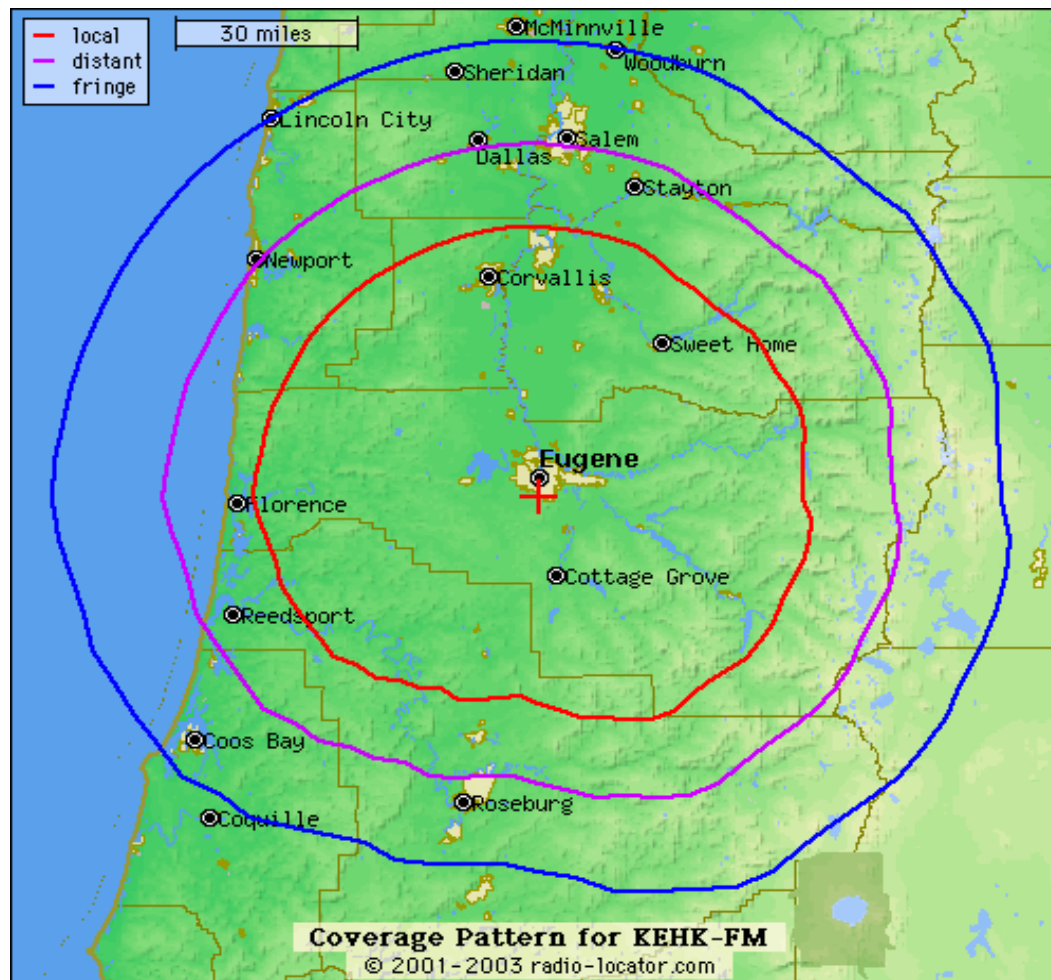 local
distant
fringe
30 miles
McMinnville
Woodburn
Sheridan
Lincoln City
Salem
Dallas
Stayton
Newport
Corvallis
Sweet Home
Eugene
Florence
Cottage Grove
Reedsport
Coos Bay
Roseburg
Coquille
Coverage Pattern for KEHK-FM
© 2001-2003 radio-locator.com